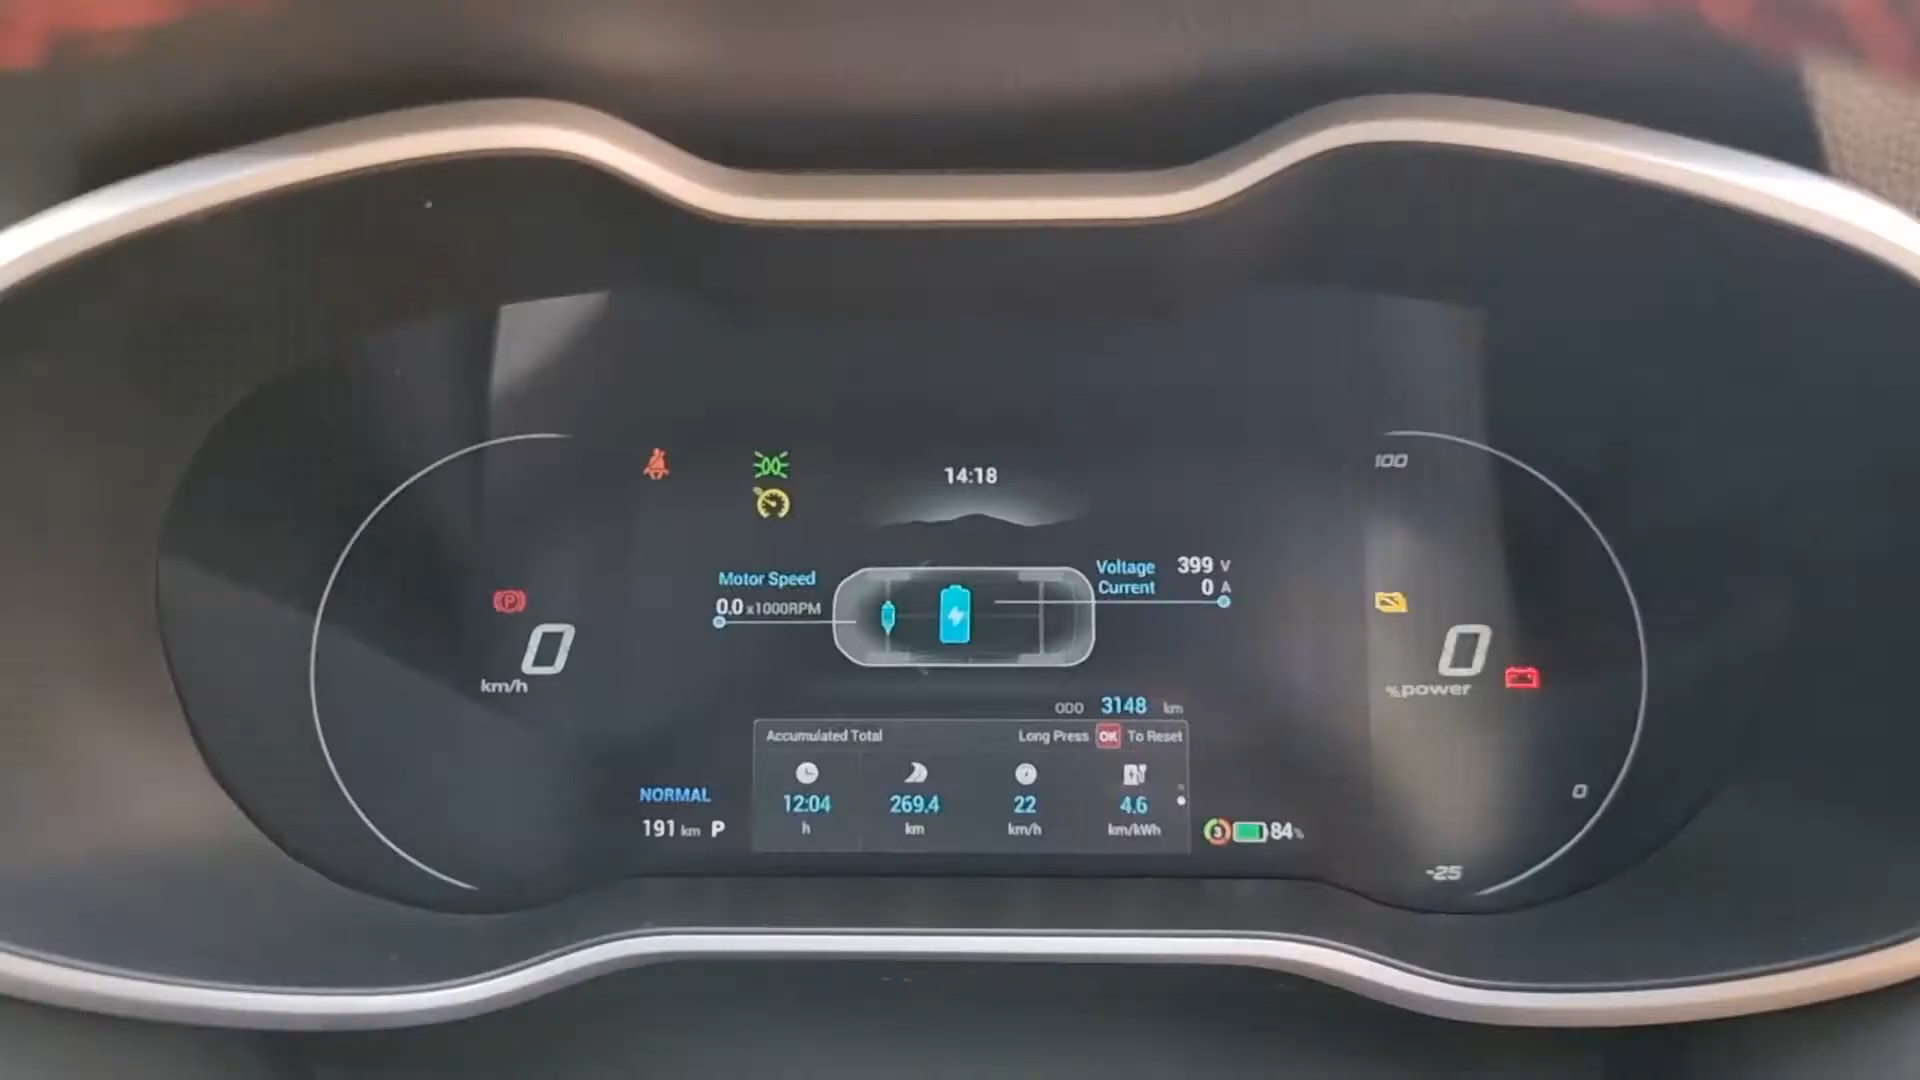 14:18
100
Motor Speed
0.0 x1000RPM
Voltage 399 V
Current 0 A
P
0
km/h
0
% power
ODO 3148 km
Accumulated Total
Long Press OK To Reset
12:04 269.4 22 4.6
h km km/h km/kWh
NORMAL
191 km P
3
84%
0
-25